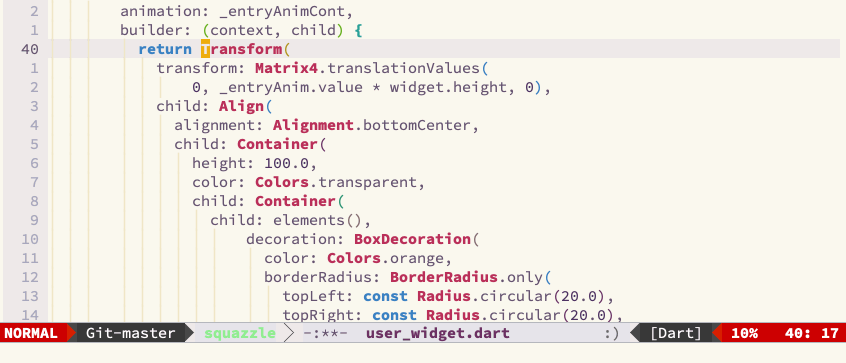 2 animation: _entryAnimCont,
1 builder: (context, child) {
40 return Transform(
1 transform: Matrix4.translationValues(
2 0, _entryAnim.value * widget.height, 0),
3 child: Align(
4 alignment: Alignment.bottomCenter,
5 child: Container(
6 height: 100.0,
7 color: Colors.transparent,
8 child: Container(
9 child: elements(),
10 decoration: BoxDecoration(
11 color: Colors.orange,
12 borderRadius: BorderRadius.only(
13 topLeft: const Radius.circular(20.0),
14 topRight: const Radius.circular(20.0),
NORMAL Git-master squazzle -:**- user_widget.dart :) [Dart] 10% 40: 17